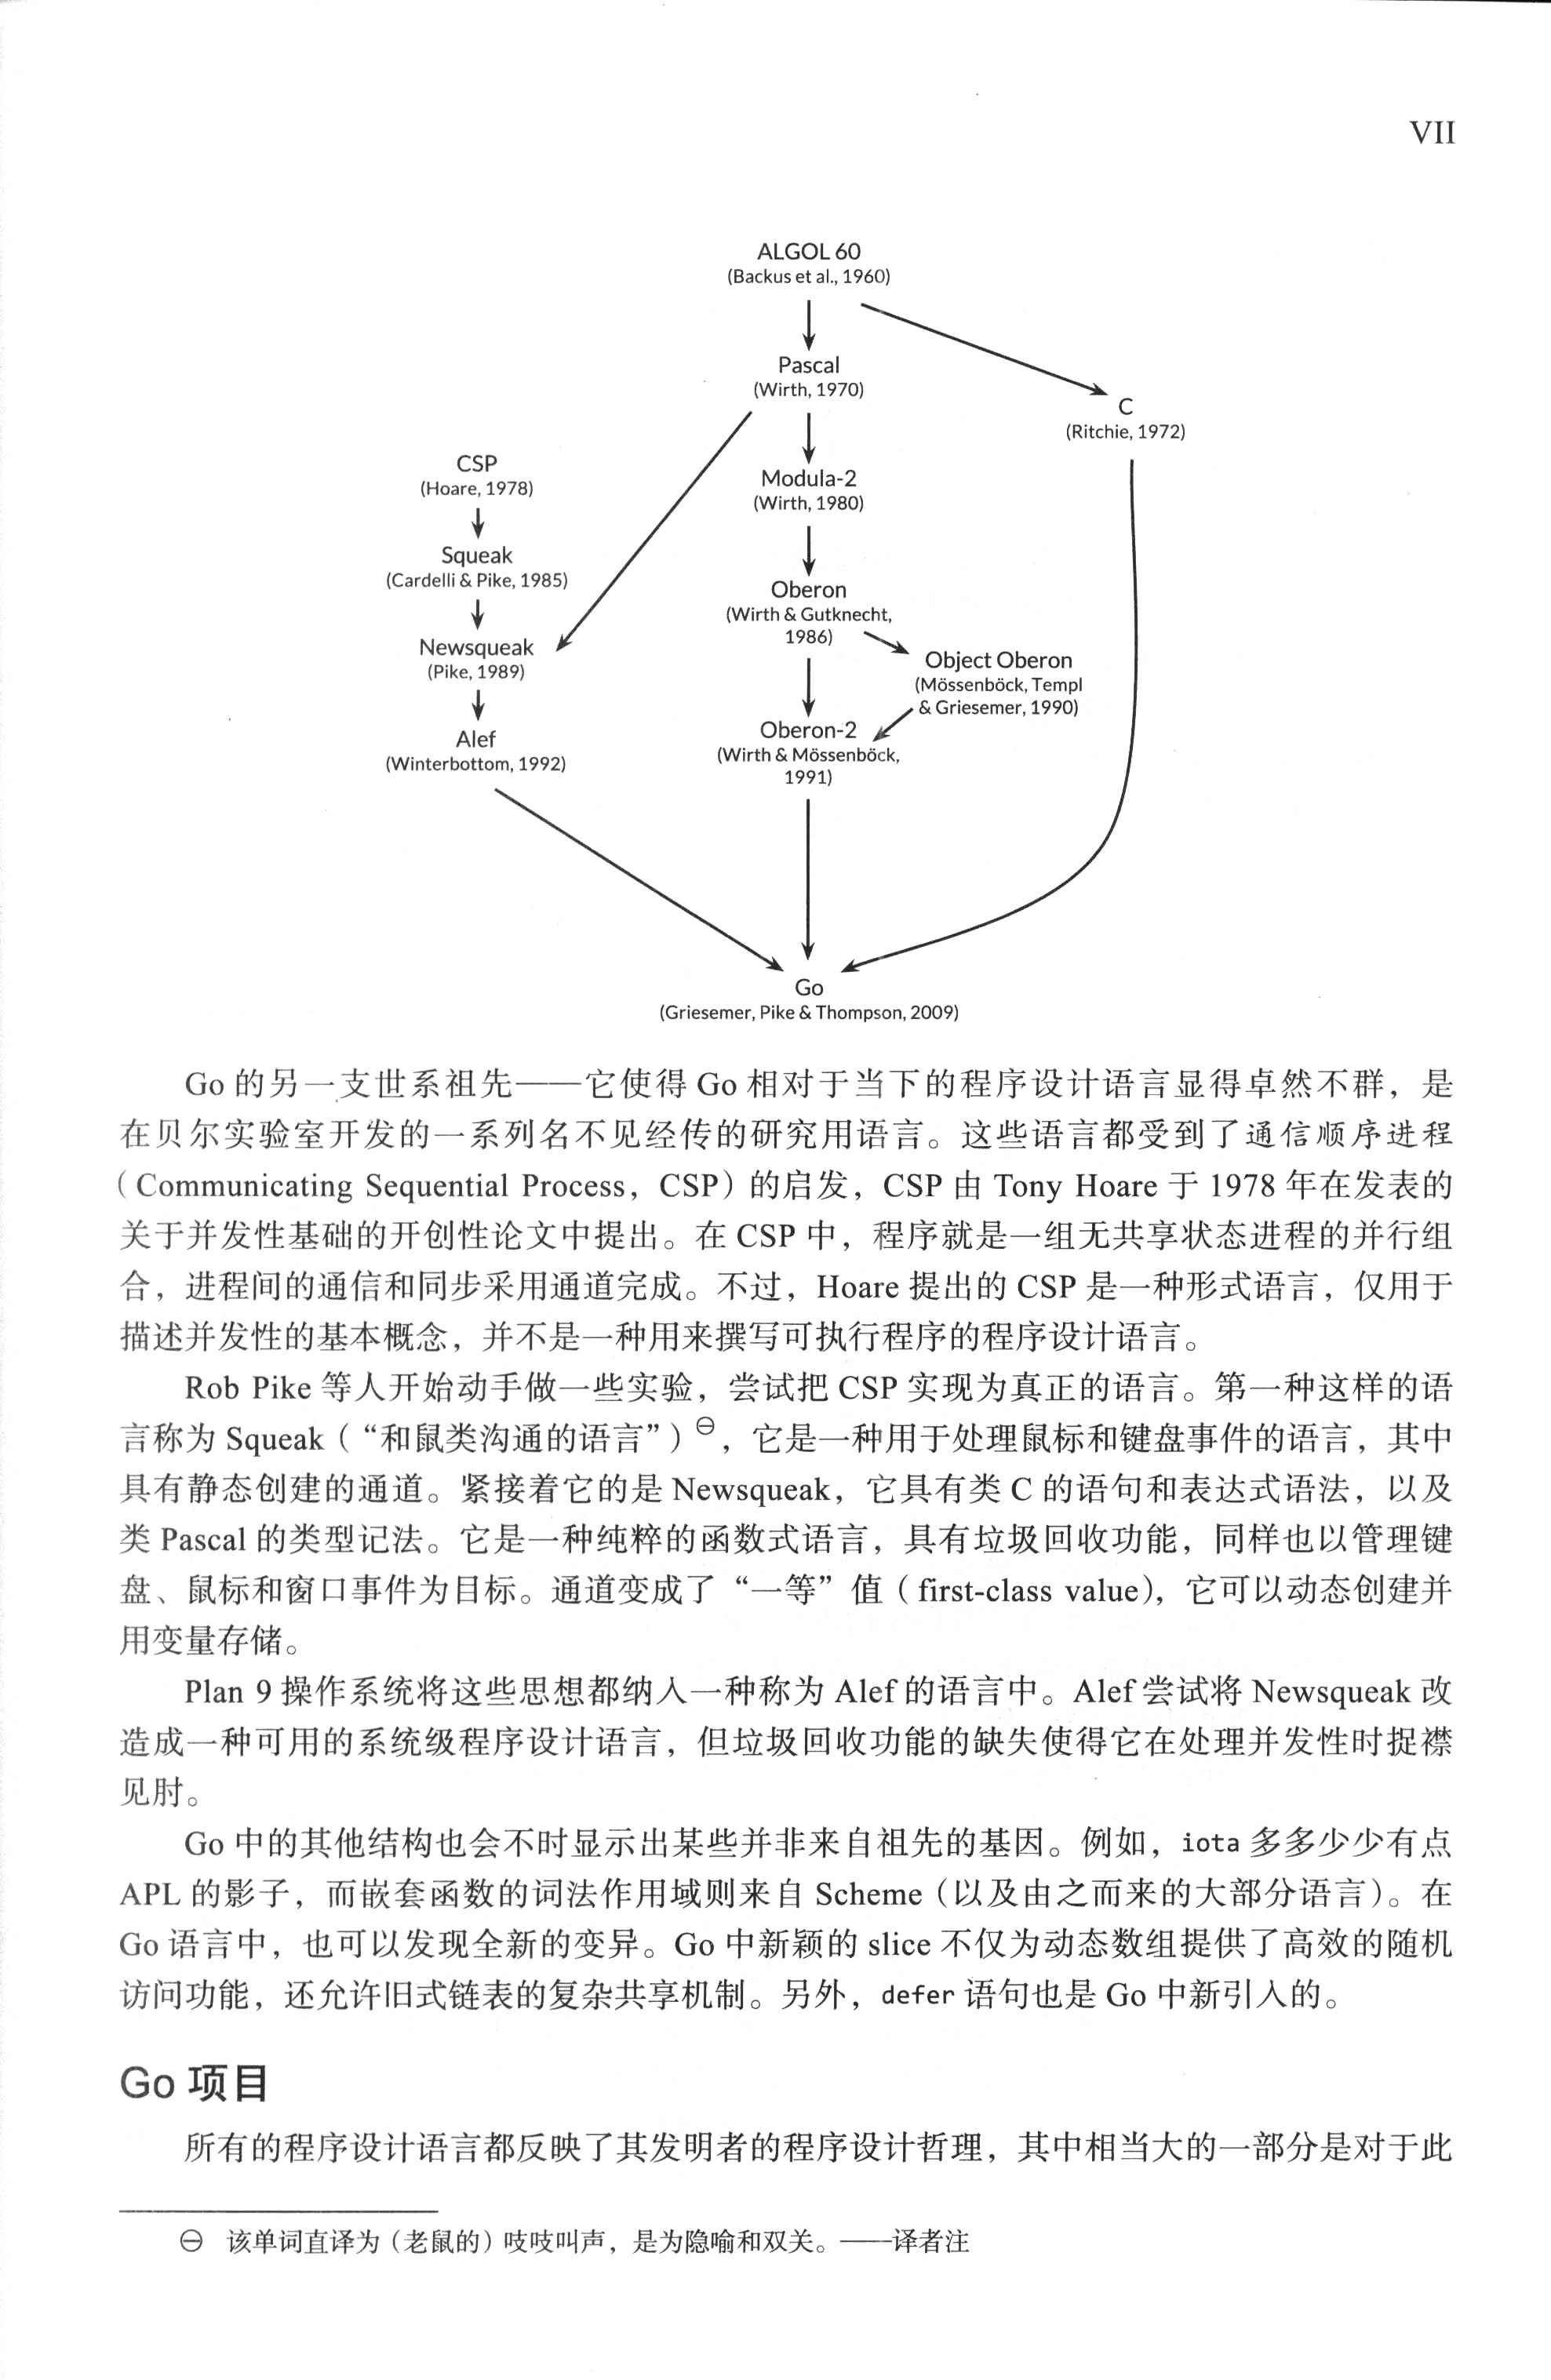 VII
ALGOL 60
(Backus et al., 1960)
Pascal
(Wirth, 1970)
C
(Ritchie, 1972)
CSP
(Hoare, 1978)
Modula-2
(Wirth, 1980)
Squeak
(Cardelli & Pike, 1985)
Oberon
(Wirth & Gutknecht,
1986)
Newsqueak
(Pike, 1989)
Object Oberon
(Mössenböck, Templ
& Griesemer, 1990)
Alef
(Winterbottom, 1992)
Oberon-2
(Wirth & Mössenböck,
1991)
Go
(Griesemer, Pike & Thompson, 2009)
Go 的另一支世系祖先——它使得 Go 相对于当下的程序设计语言显得卓然不群，是
在贝尔实验室开发的一系列名不见经传的研究用语言。这些语言都受到了通信顺序进程
（Communicating Sequential Process，CSP）的启发，CSP 由 Tony Hoare 于 1978 年在发表的
关于并发性基础的开创性论文中提出。在 CSP 中，程序就是一组无共享状态进程的并行组
合，进程间的通信和同步采用通道完成。不过，Hoare 提出的 CSP 是一种形式语言，仅用于
描述并发性的基本概念，并不是一种用来撰写可执行程序的程序设计语言。
Rob Pike 等人开始动手做一些实验，尝试把 CSP 实现为真正的语言。第一种这样的语
言称为 Squeak（“和鼠类沟通的语言”）⊖，它是一种用于处理鼠标和键盘事件的语言，其中
具有静态创建的通道。紧接着它的是 Newsqueak，它具有类 C 的语句和表达式语法，以及
类 Pascal 的类型记法。它是一种纯粹的函数式语言，具有垃圾回收功能，同样也以管理键
盘、鼠标和窗口事件为目标。通道变成了“一等”值（first-class value），它可以动态创建并
用变量存储。
Plan 9 操作系统将这些思想都纳入一种称为 Alef 的语言中。Alef 尝试将 Newsqueak 改
造成一种可用的系统级程序设计语言，但垃圾回收功能的缺失使得它在处理并发性时捉襟
见肘。
Go 中的其他结构也会不时显示出某些并非来自祖先的基因。例如，iota 多多少少有点
APL 的影子，而嵌套函数的词法作用域则来自 Scheme（以及由之而来的大部分语言）。在
Go 语言中，也可以发现全新的变异。Go 中新颖的 slice 不仅为动态数组提供了高效的随机
访问功能，还允许旧式链表的复杂共享机制。另外，defer 语句也是 Go 中新引入的。
Go 项目
所有的程序设计语言都反映了其发明者的程序设计哲理，其中相当大的一部分是对于此
⊖ 该单词直译为（老鼠的）吱吱叫声，是为隐喻和双关。——译者注